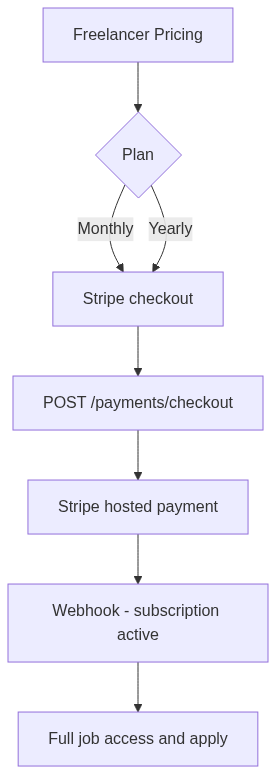 Freelancer Pricing
Plan
Monthly
Yearly
Stripe checkout
POST /payments/checkout
Stripe hosted payment
Webhook - subscription
active
Full job access and apply